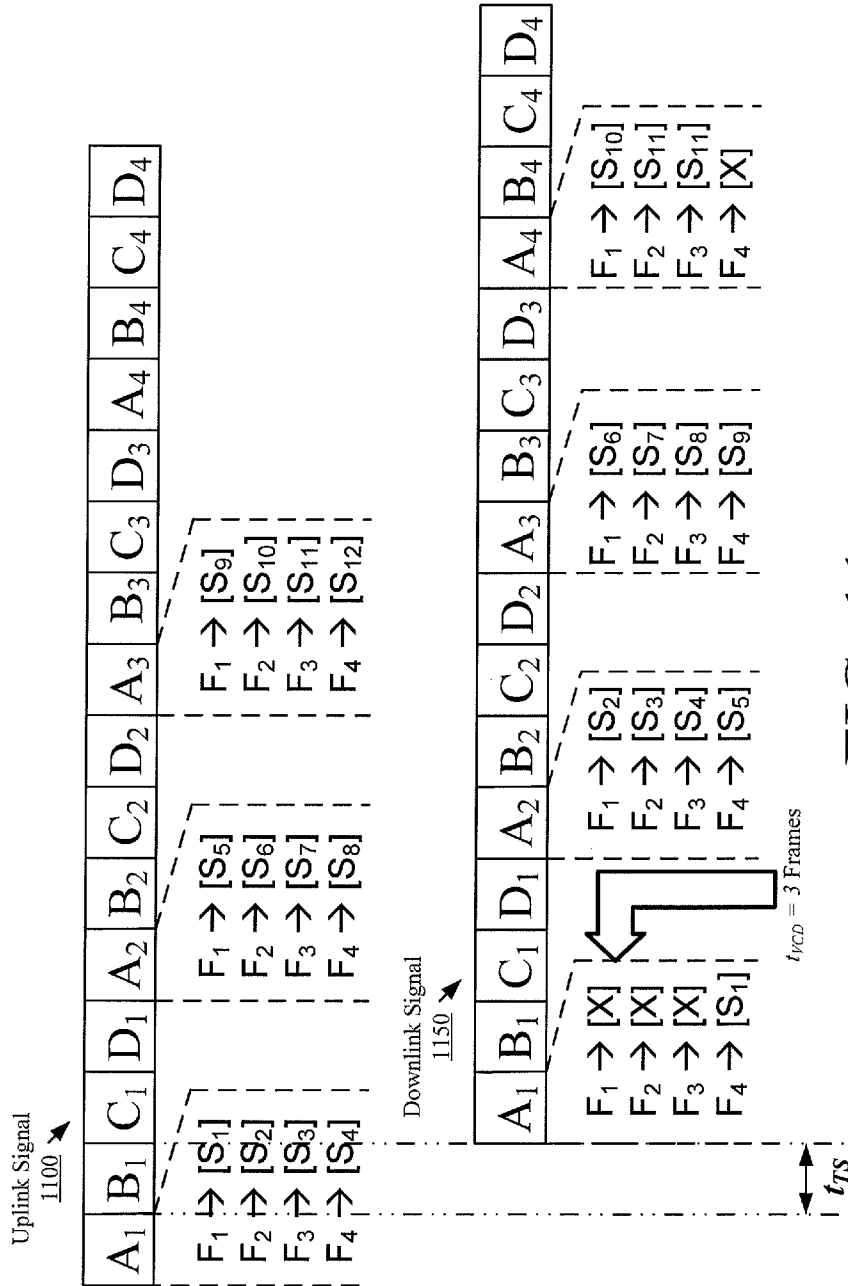 Uplink Signal
1100
A₁ B₁ C₁ D₁ A₂ B₂ C₂ D₂ A₃ B₃ C₃ D₃ A₄ B₄ C₄ D₄
F₁ → [S₁]
F₂ → [S₂]
F₃ → [S₃]
F₄ → [S₄]
F₁ → [S₅]
F₂ → [S₆]
F₃ → [S₇]
F₄ → [S₈]
F₁ → [S₉]
F₂ → [S₁₀]
F₃ → [S₁₁]
F₄ → [S₁₂]
Downlink Signal
1150
A₁ B₁ C₁ D₁ A₂ B₂ C₂ D₂ A₃ B₃ C₃ D₃ A₄ B₄ C₄ D₄
F₁ → [X]
F₂ → [X]
F₃ → [X]
F₄ → [S₁]
F₁ → [S₂]
F₂ → [S₃]
F₃ → [S₄]
F₄ → [S₅]
F₁ → [S₆]
F₂ → [S₇]
F₃ → [S₈]
F₄ → [S₉]
F₁ → [S₁₀]
F₂ → [S₁₁]
F₃ → [S₁₁]
F₄ → [X]
t_VCD = 3 Frames
t_TS